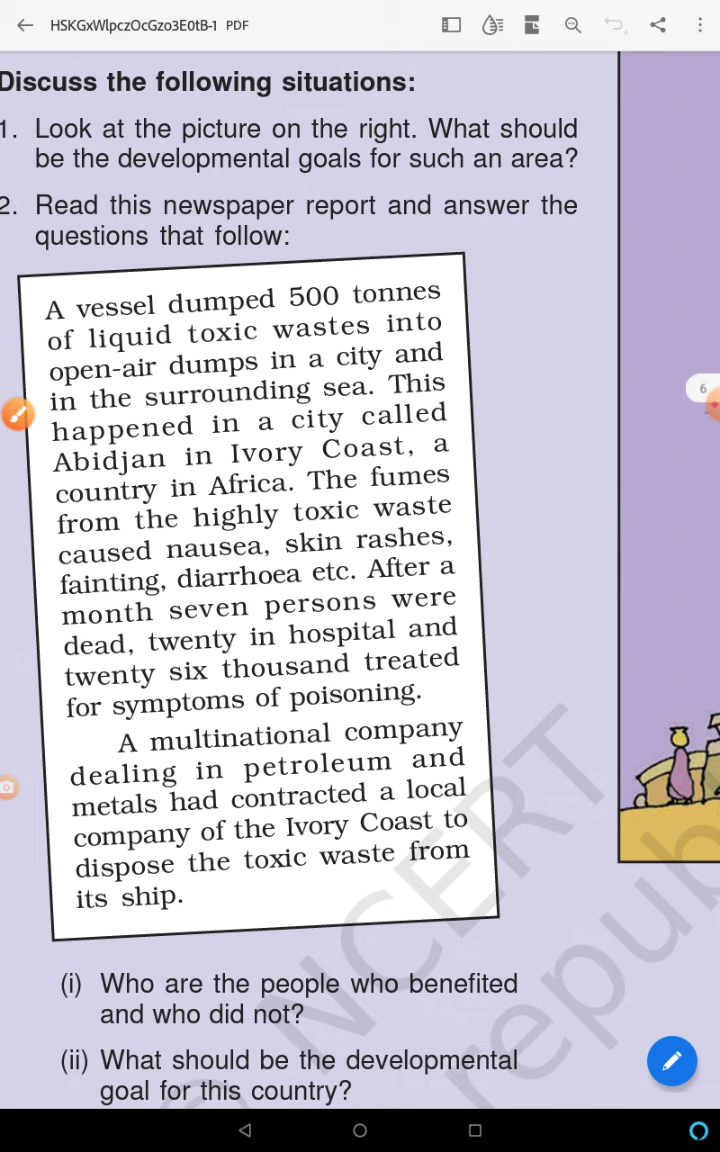 HSKGxWlpczOcGzo3E0tB-1 PDF
Discuss the following situations:
1. Look at the picture on the right. What should
be the developmental goals for such an area?
2. Read this newspaper report and answer the
questions that follow:
A vessel dumped 500 tonnes
of liquid toxic wastes into
open-air dumps in a city and
in the surrounding sea. This
happened in a city called
Abidjan in Ivory Coast, a
country in Africa. The fumes
from the highly toxic waste
caused nausea, skin rashes,
fainting, diarrhoea etc. After a
month seven persons were
dead, twenty in hospital and
twenty six thousand treated
for symptoms of poisoning.
A multinational company
dealing in petroleum and
metals had contracted a local
company of the Ivory Coast to
dispose the toxic waste from
its ship.
6
(i) Who are the people who benefited
and who did not?
(ii) What should be the developmental
goal for this country?
© NCERT
repub